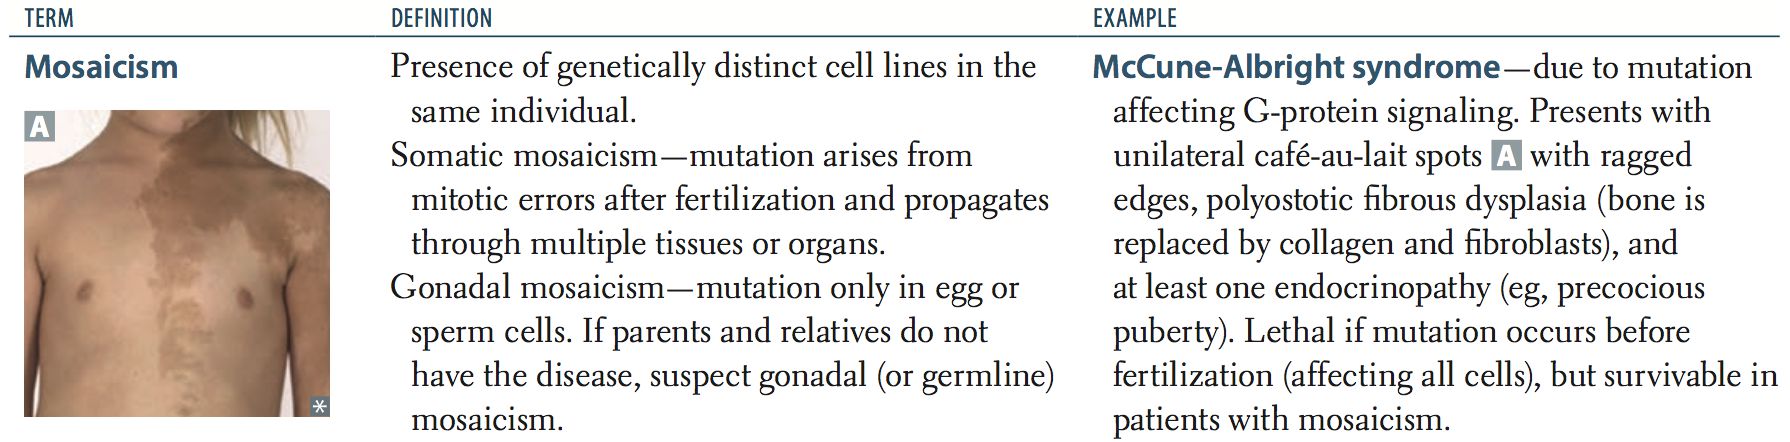 TERM
DEFINITION
EXAMPLE
Mosaicism
A
*
Presence of genetically distinct cell lines in the
same individual.
Somatic mosaicism—mutation arises from
mitotic errors after fertilization and propagates
through multiple tissues or organs.
Gonadal mosaicism—mutation only in egg or
sperm cells. If parents and relatives do not
have the disease, suspect gonadal (or germline)
mosaicism.
McCune-Albright syndrome—due to mutation
affecting G-protein signaling. Presents with
unilateral café-au-lait spots A with ragged
edges, polyostotic fibrous dysplasia (bone is
replaced by collagen and fibroblasts), and
at least one endocrinopathy (eg, precocious
puberty). Lethal if mutation occurs before
fertilization (affecting all cells), but survivable in
patients with mosaicism.